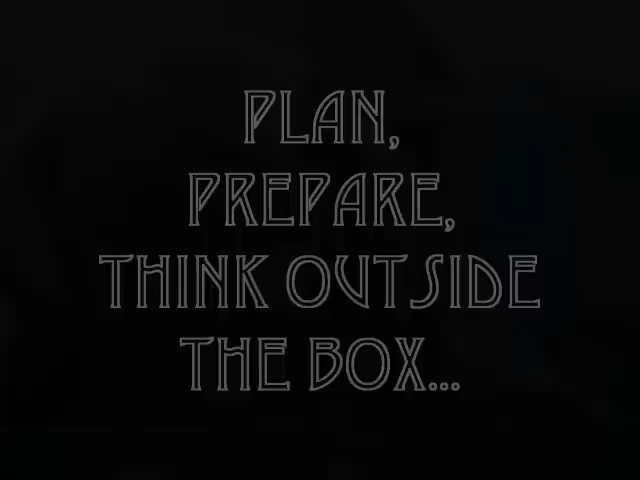 PLAN,
PREPARE,
THINK OUTSIDE
THE BOX...